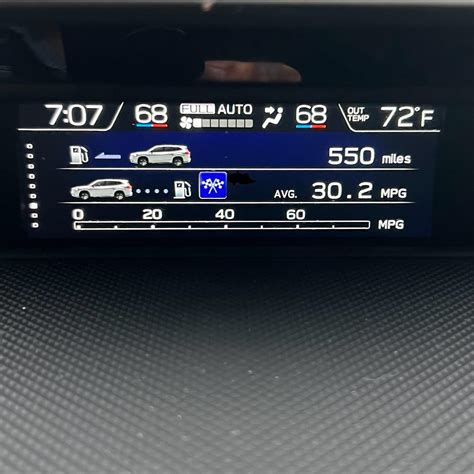 7:07 68 FULL AUTO 68 OUT TEMP 72°F
550 miles
AVG. 30.2 MPG
0 20 40 60
MPG